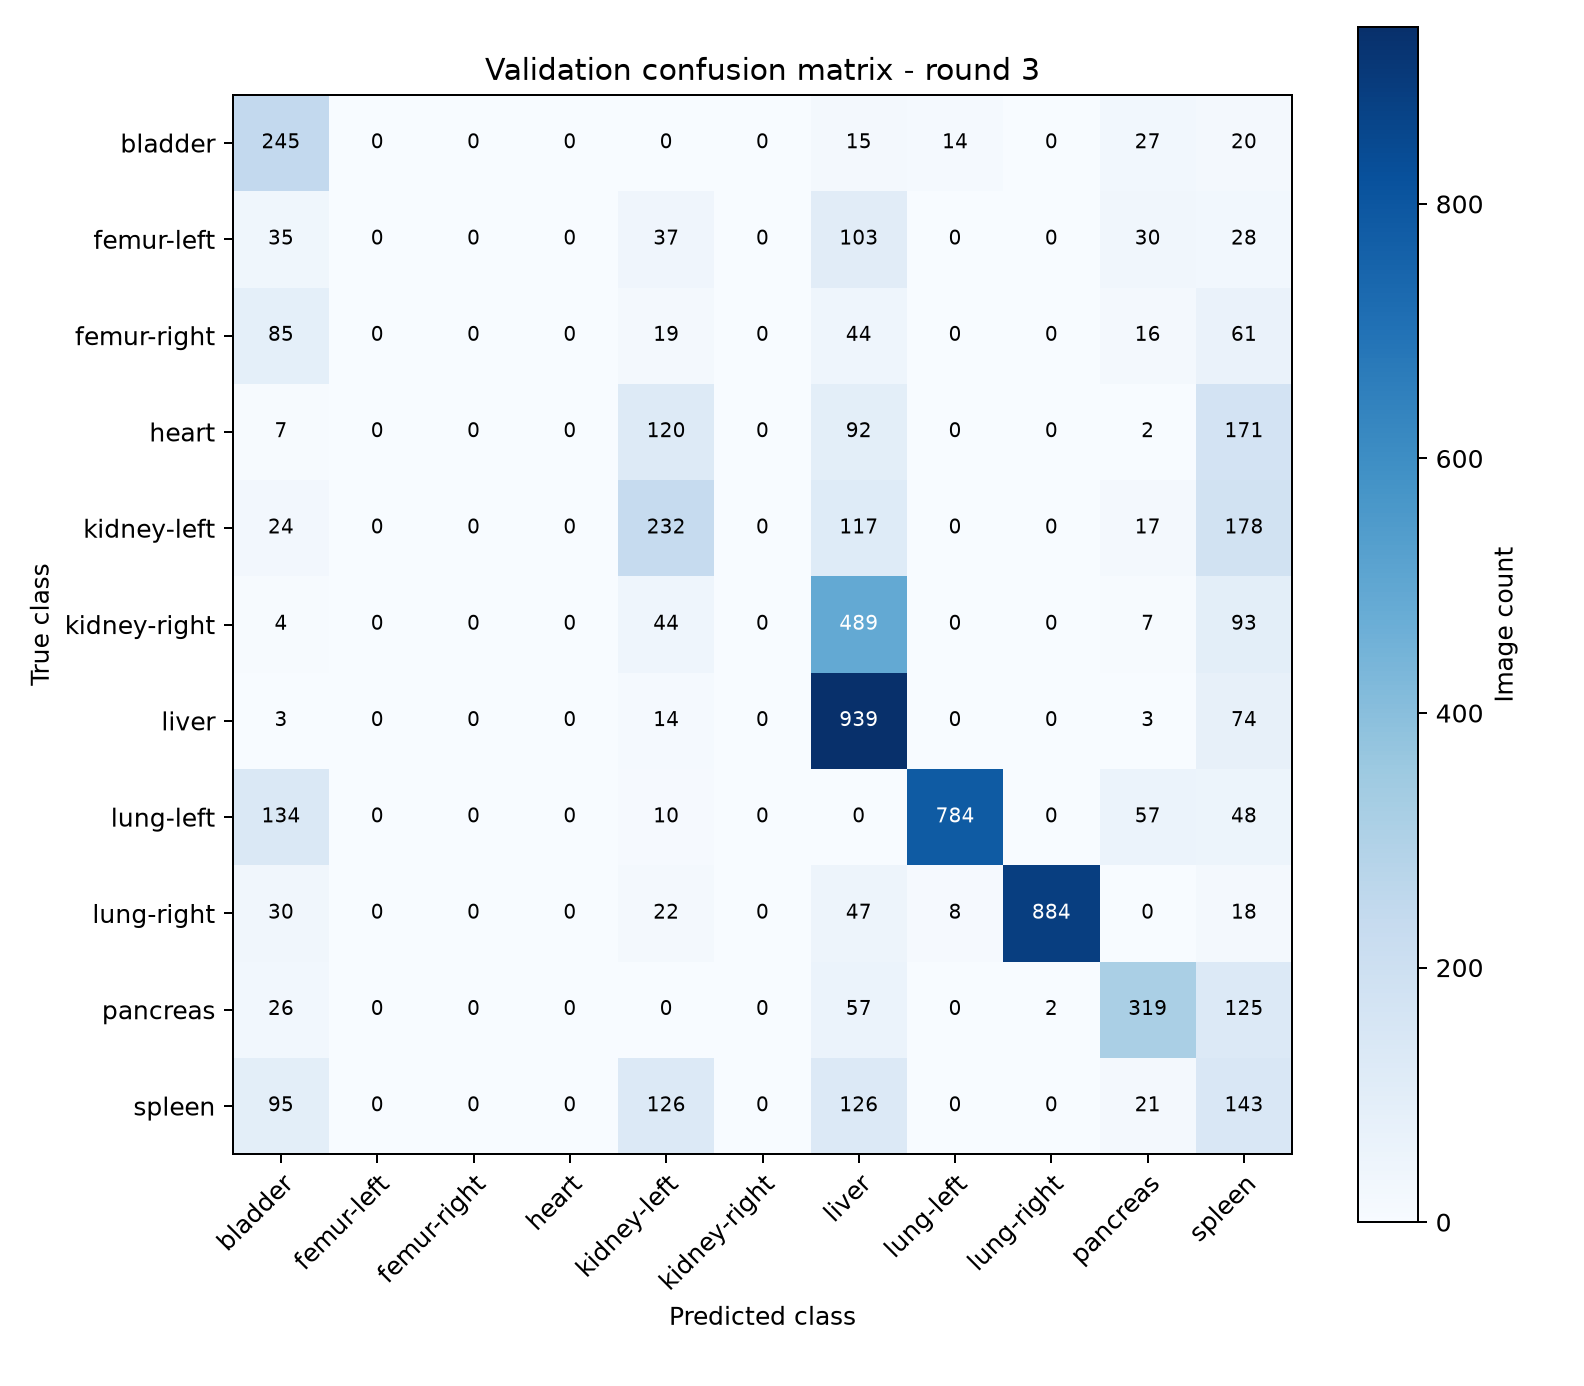 Validation confusion matrix - round 3
bladder 245 0 0 0 0 0 15 14 0 27 20
femur-left 35 0 0 0 37 0 103 0 0 30 28
femur-right 85 0 0 0 19 0 44 0 0 16 61
heart 7 0 0 0 120 0 92 0 0 2 171
kidney-left 24 0 0 0 232 0 117 0 0 17 178
kidney-right 4 0 0 0 44 0 489 0 0 7 93
liver 3 0 0 0 14 0 939 0 0 3 74
lung-left 134 0 0 0 10 0 0 784 0 57 48
lung-right 30 0 0 0 22 0 47 8 884 0 18
pancreas 26 0 0 0 0 0 57 0 2 319 125
spleen 95 0 0 0 126 0 126 0 0 21 143
bladder femur-left femur-right heart kidney-left kidney-right liver lung-left lung-right pancreas spleen
Predicted class
True class
800
600
400
200
0
Image count